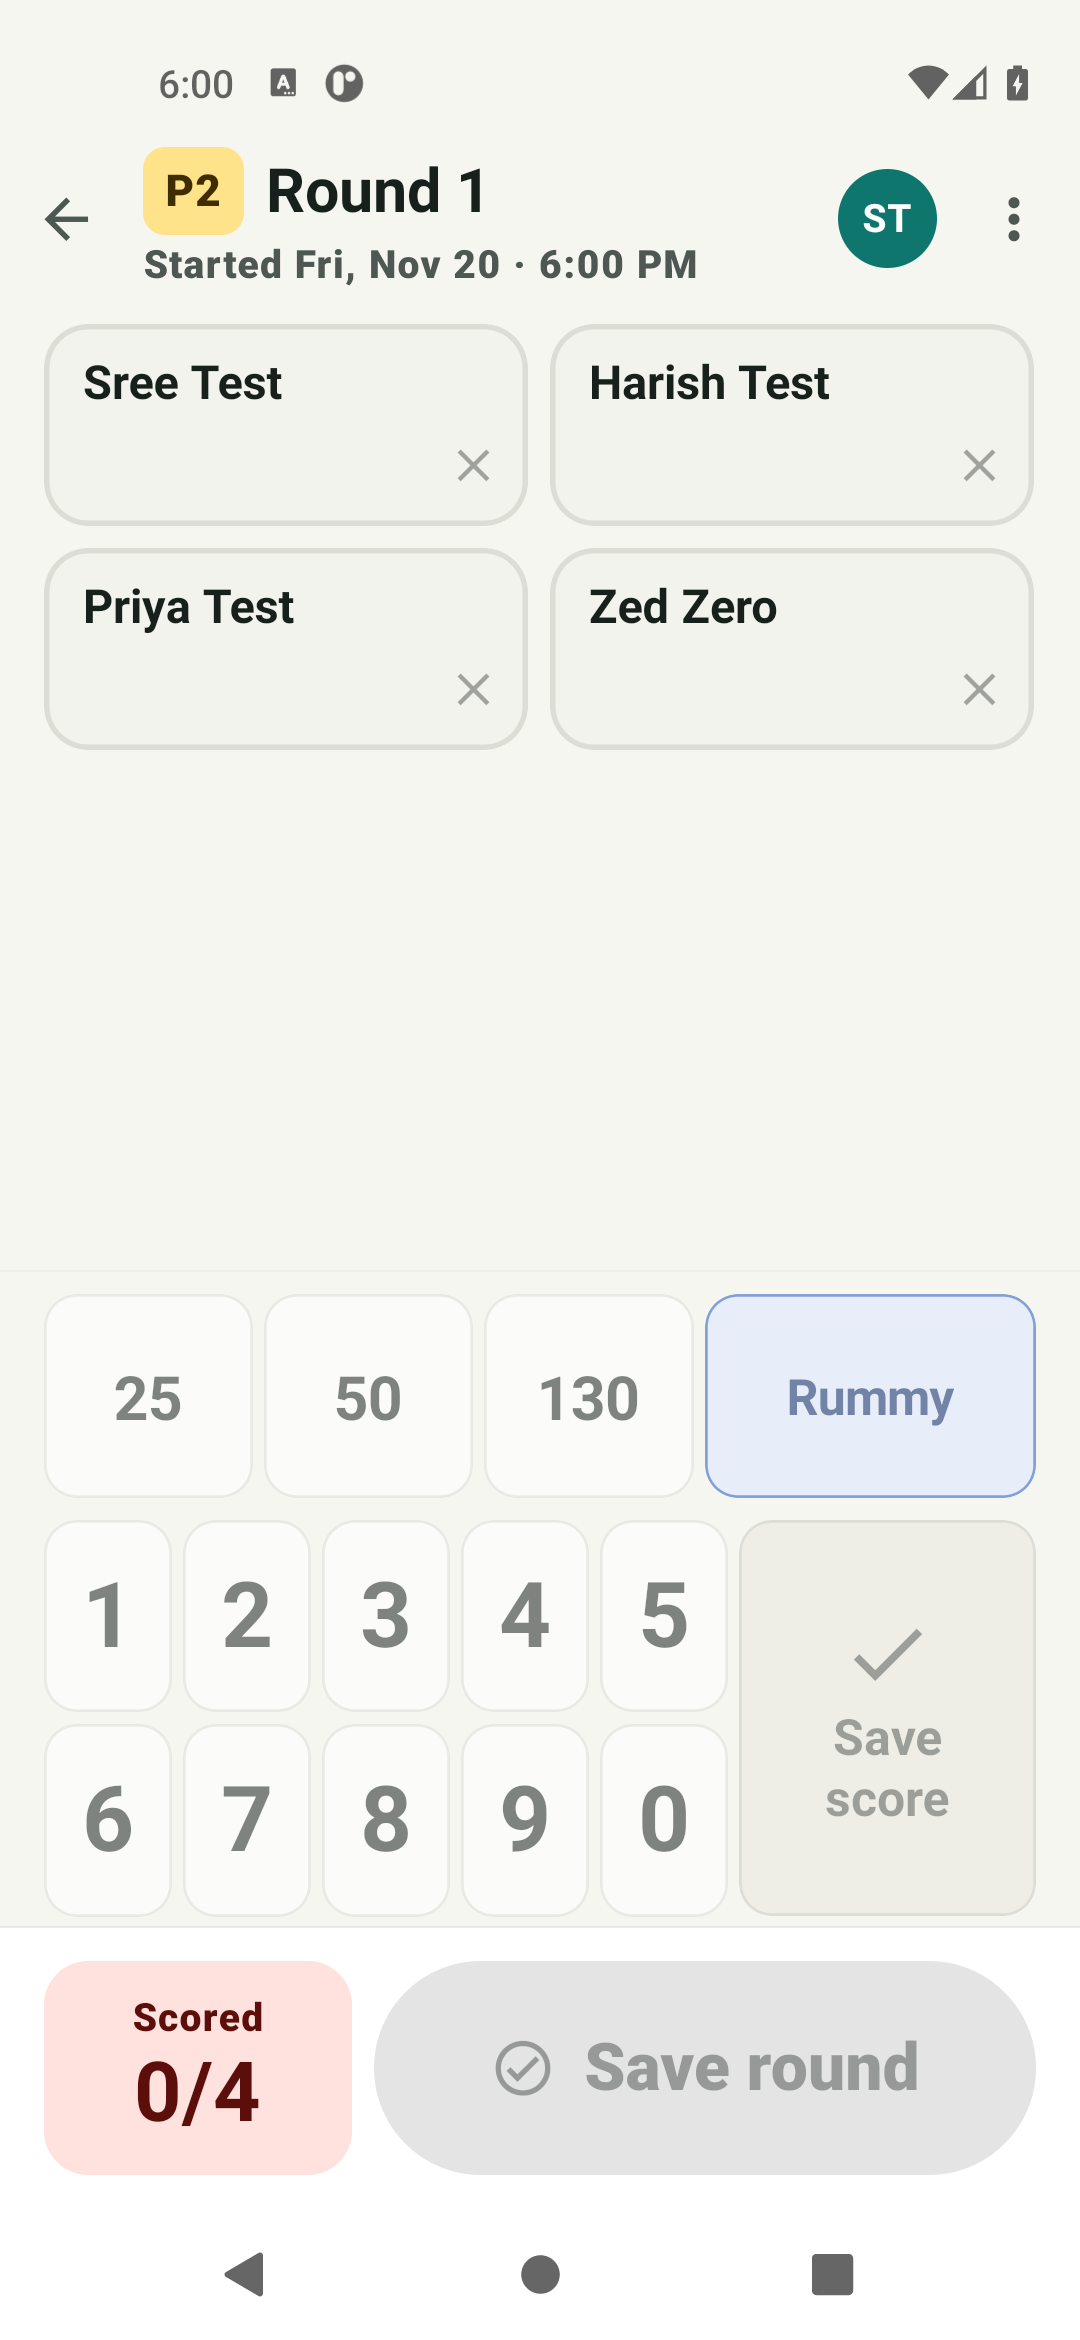 6:00
P2 Round 1
ST
Started Fri, Nov 20 · 6:00 PM
Sree Test
Harish Test
Priya Test
Zed Zero
25 50 130 Rummy
1 2 3 4 5
Save
score
6 7 8 9 0
Scored
0/4
Save round